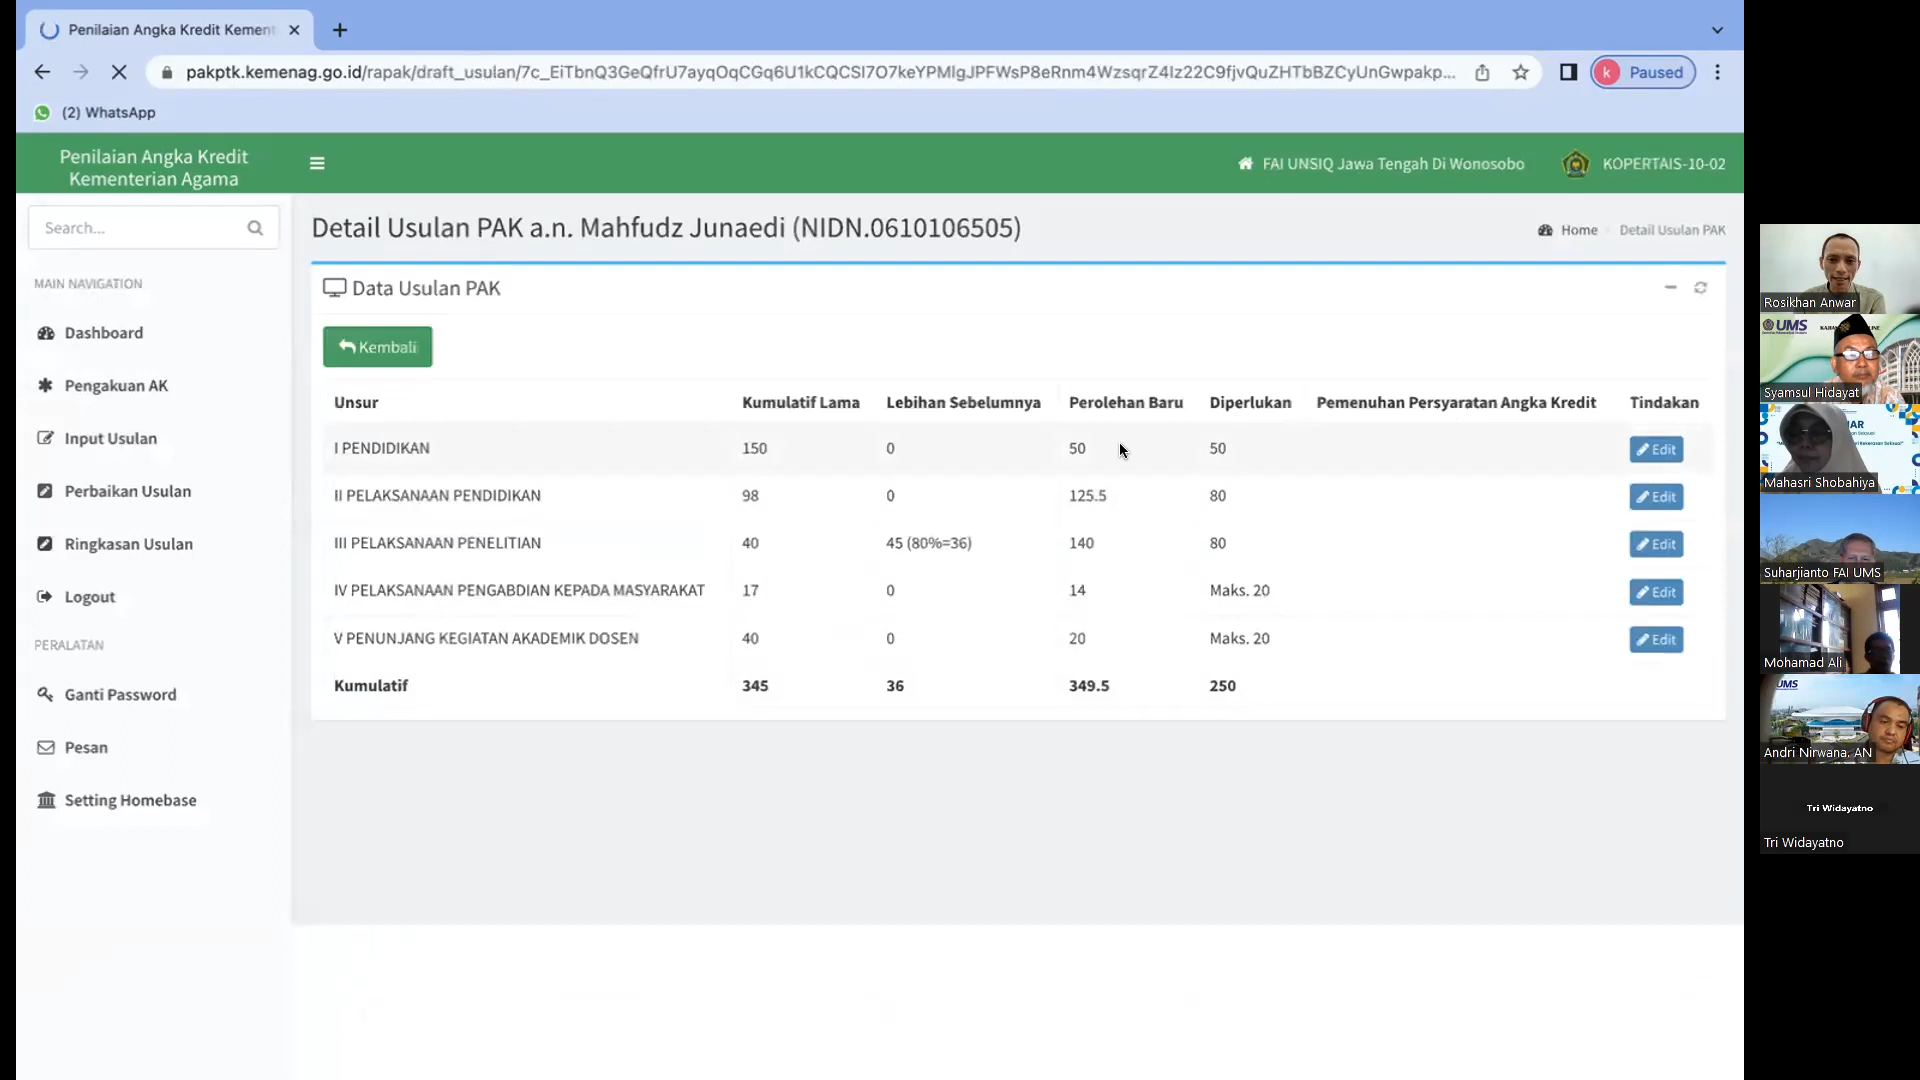 Penilaian Angka Kredit Kement
pakptk.kemenag.go.id/rapak/draft_usulan/7c_EiTbnQ3GeQfrU7ayqOqCGq6U1kCQCSI7O7keYPMlgJPFWsP8eRnm4WzsqrZ4Iz22C9fjvQuZHTbBZCyUnGwpakp...
k Paused
(2) WhatsApp
Penilaian Angka Kredit
Kementerian Agama
FAI UNSIQ Jawa Tengah Di Wonosobo
KOPERTAIS-10-02
Search...
Detail Usulan PAK a.n. Mahfudz Junaedi (NIDN.0610106505)
Home
Detail Usulan PAK
MAIN NAVIGATION
Dashboard
Pengakuan AK
Input Usulan
Perbaikan Usulan
Ringkasan Usulan
Logout
PERALATAN
Ganti Password
Pesan
Setting Homebase
Data Usulan PAK
Kembali
Unsur Kumulatif Lama Lebihan Sebelumnya Perolehan Baru Diperlukan Pemenuhan Persyaratan Angka Kredit Tindakan
I PENDIDIKAN 150 0 50 50 Edit
II PELAKSANAAN PENDIDIKAN 98 0 125.5 80 Edit
III PELAKSANAAN PENELITIAN 40 45 (80%=36) 140 80 Edit
IV PELAKSANAAN PENGABDIAN KEPADA MASYARAKAT 17 0 14 Maks. 20 Edit
V PENUNJANG KEGIATAN AKADEMIK DOSEN 40 0 20 Maks. 20 Edit
Kumulatif 345 36 349.5 250
Rosikhan Anwar
UMS
Syamsul Hidayat
Mahasri Shobahiya
Suharjianto FAI UMS
Mohamad Ali
UMS
Andri Nirwana. AN
Tri Widayatno
Tri Widayatno